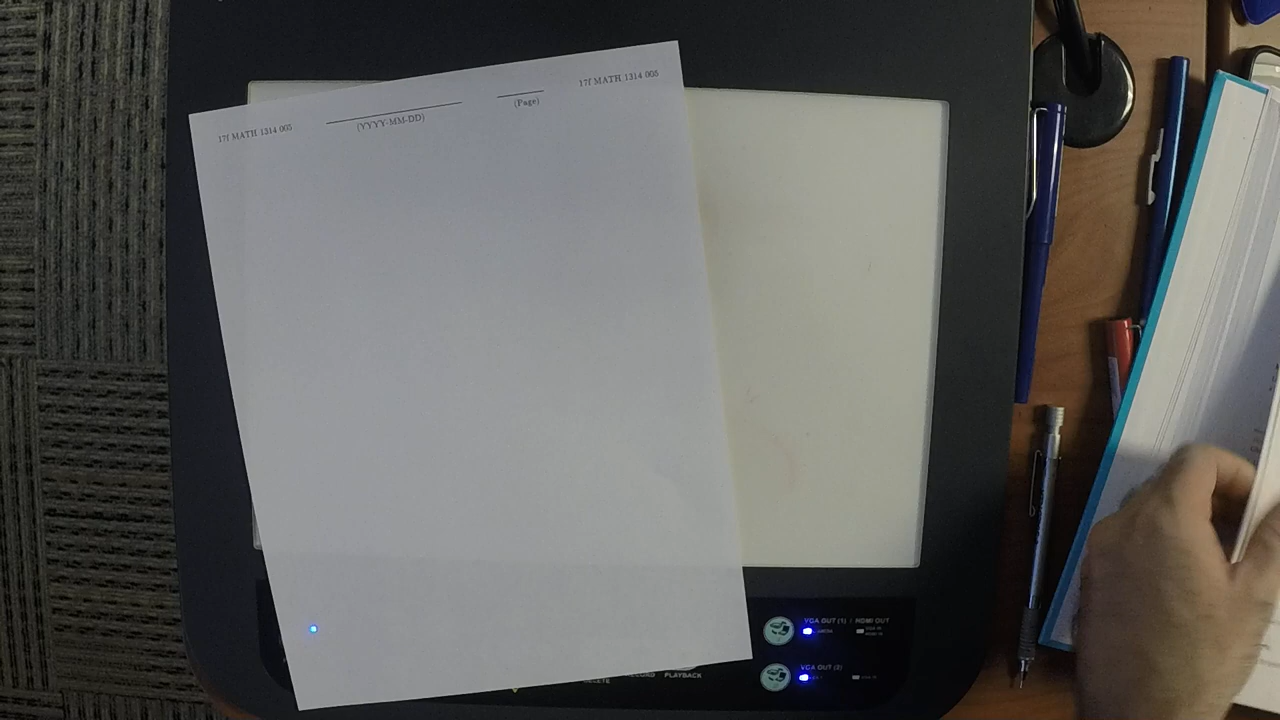 17f MATH 1314 005
(YYYY-MM-DD)
(Page)
17f MATH 1314 005
VGA OUT (1) / HDMI OUT
VGA OUT (2)
PLAYBACK